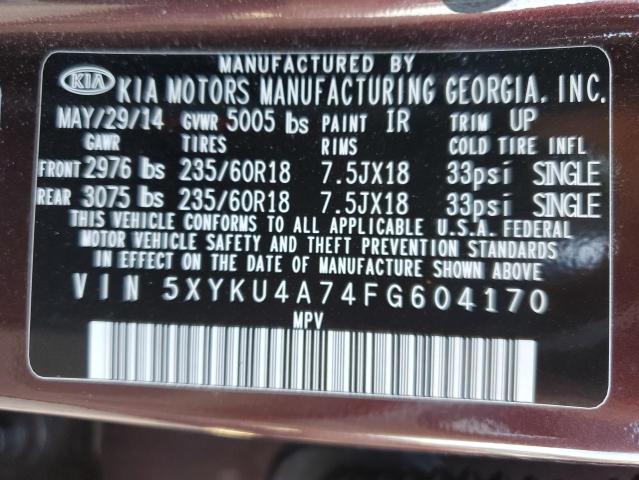 MANUFACTURED BY
KIA KIA MOTORS MANUFACTURING GEORGIA, INC.
MAY/29/14 GVWR 5005 lbs PAINT IR TRIM UP
GAWR TIRES RIMS COLD TIRE INFL
FRONT 2976 lbs 235/60R18 7.5JX18 33psi SINGLE
REAR 3075 lbs 235/60R18 7.5JX18 33psi SINGLE
THIS VEHICLE CONFORMS TO ALL APPLICABLE U.S.A. FEDERAL
MOTOR VEHICLE SAFETY AND THEFT PREVENTION STANDARDS
IN EFFECT ON THE DATE OF MANUFACTURE SHOWN ABOVE
VIN 5XYKU4A74FG604170
MPV